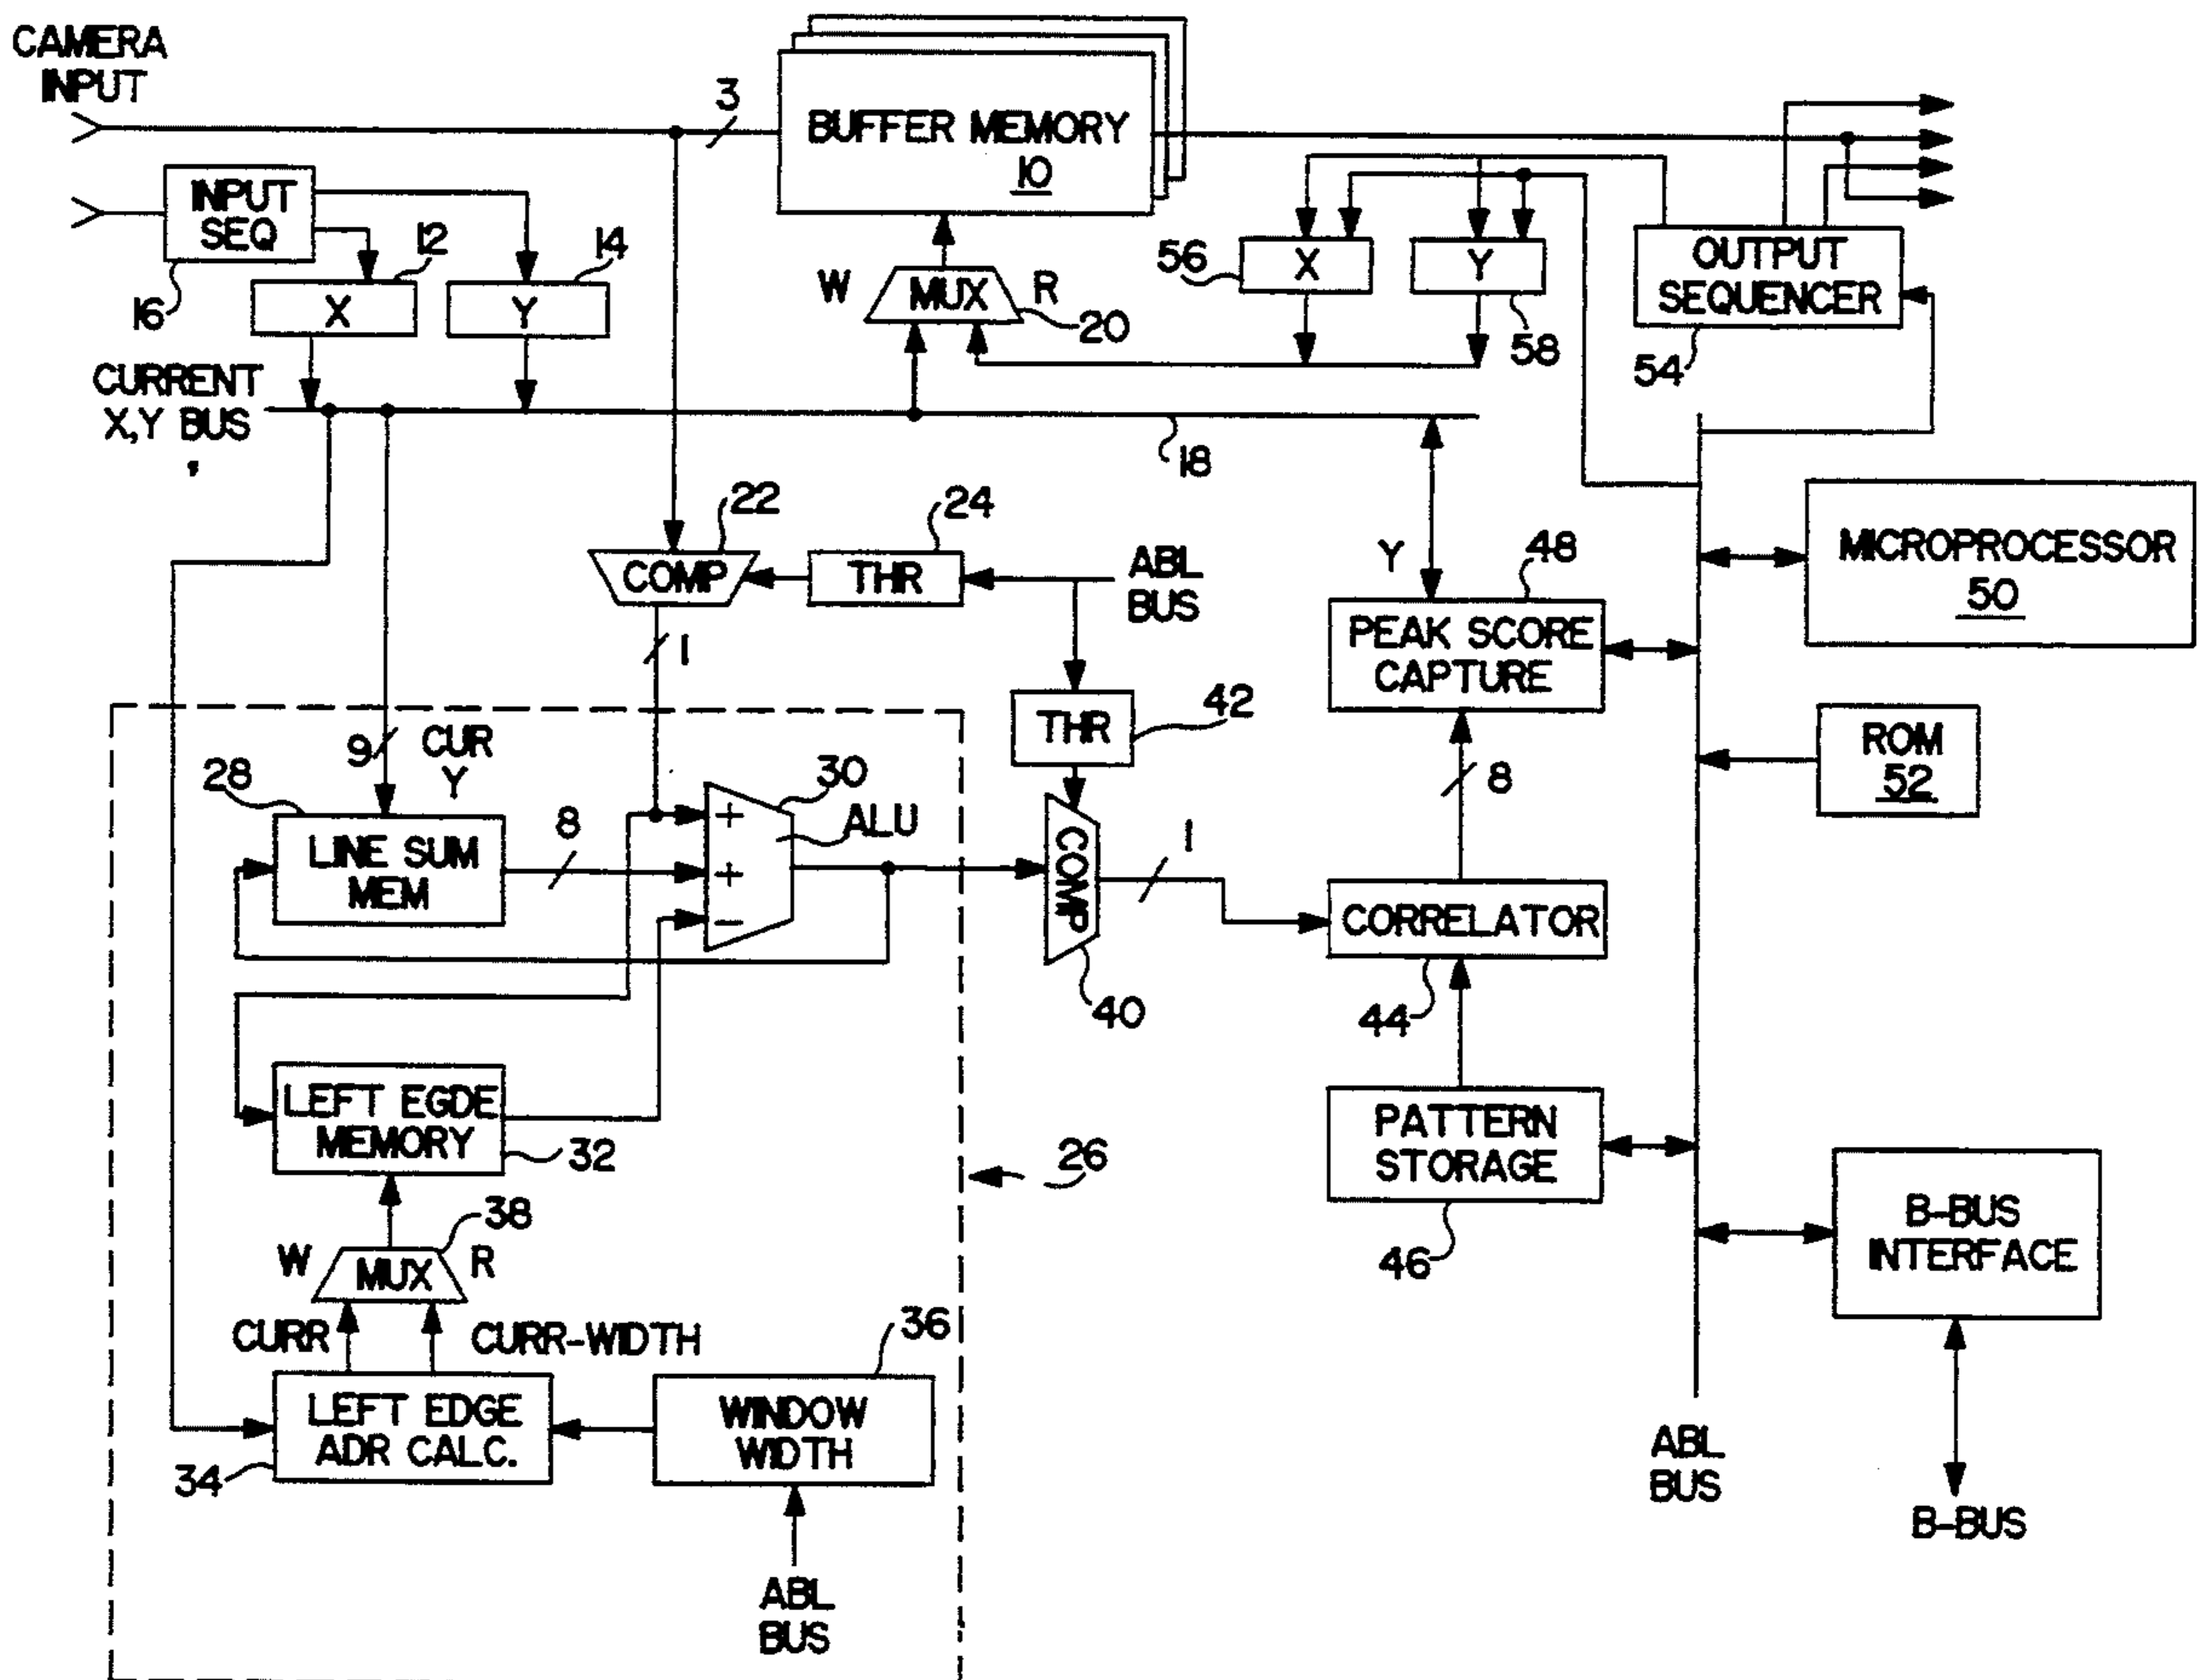 CAMERA
INPUT
3
BUFFER MEMORY
10
INPUT
SEQ
16
12
14
X
Y
W
MUX
R
20
56
X
Y
58
OUTPUT
SEQUENCER
54
CURRENT
X,Y BUS
18
22
24
COMP
THR
ABL
BUS
1
Y
48
PEAK SCORE
CAPTURE
MICROPROCESSOR
50
THR
42
ROM
52
9
CUR
Y
28
LINE SUM
MEM
8
30
ALU
+
+
-
COMP
40
1
8
CORRELATOR
44
LEFT EGDE
MEMORY
32
26
PATTERN
STORAGE
46
B-BUS
INTERFACE
W
MUX
R
38
CURR
CURR-WIDTH
36
LEFT EDGE
ADR CALC.
34
WINDOW
WIDTH
ABL
BUS
ABL
BUS
B-BUS